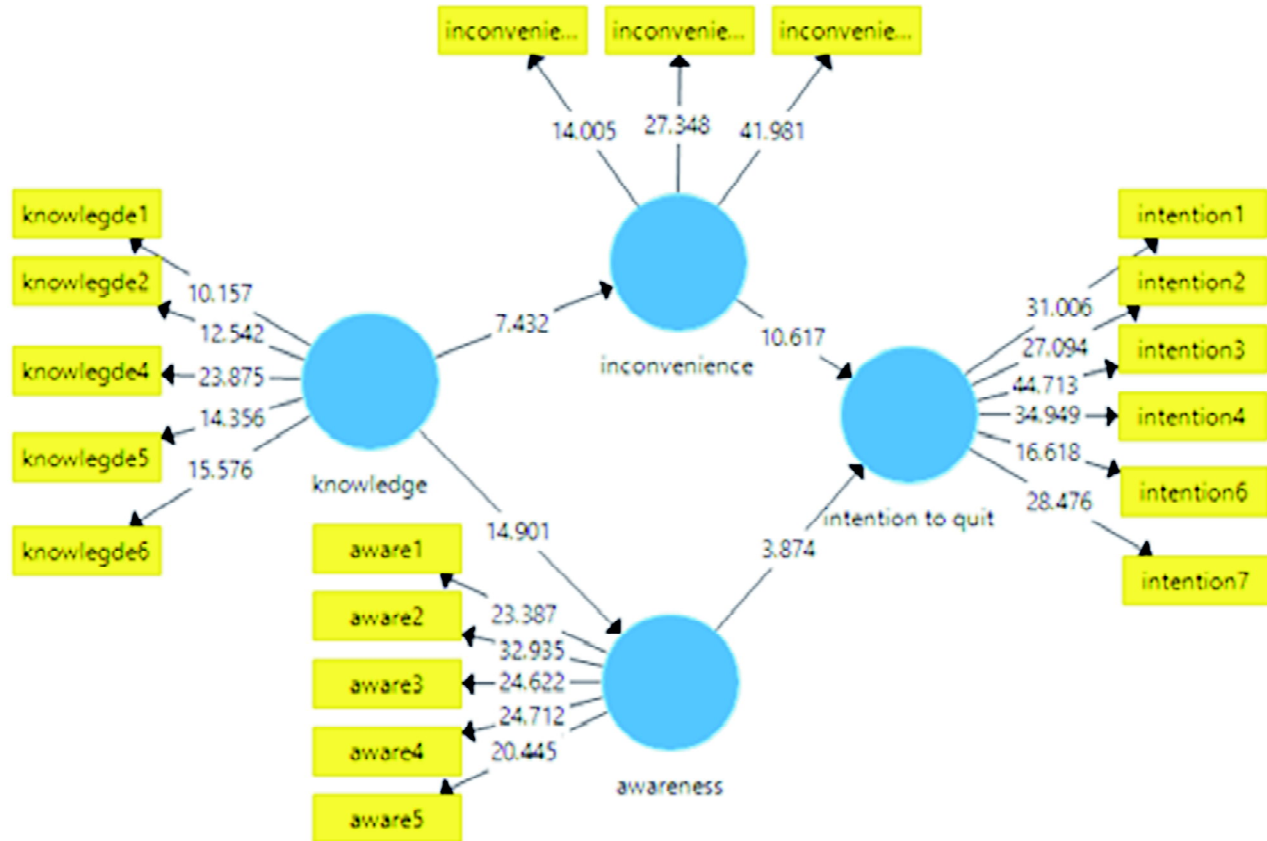 inconvenie...
inconvenie...
inconvenie...
14.005
27.348
41.981
knowlegde1
knowlegde2
knowlegde4
knowlegde5
knowlegde6
10.157
12.542
23.875
14.356
15.576
knowledge
7.432
14.901
inconvenience
10.617
3.874
intention to quit
31.006
27.094
44.713
34.949
16.618
28.476
intention1
intention2
intention3
intention4
intention6
intention7
aware1
aware2
aware3
aware4
aware5
23.387
32.935
24.622
24.712
20.445
awareness